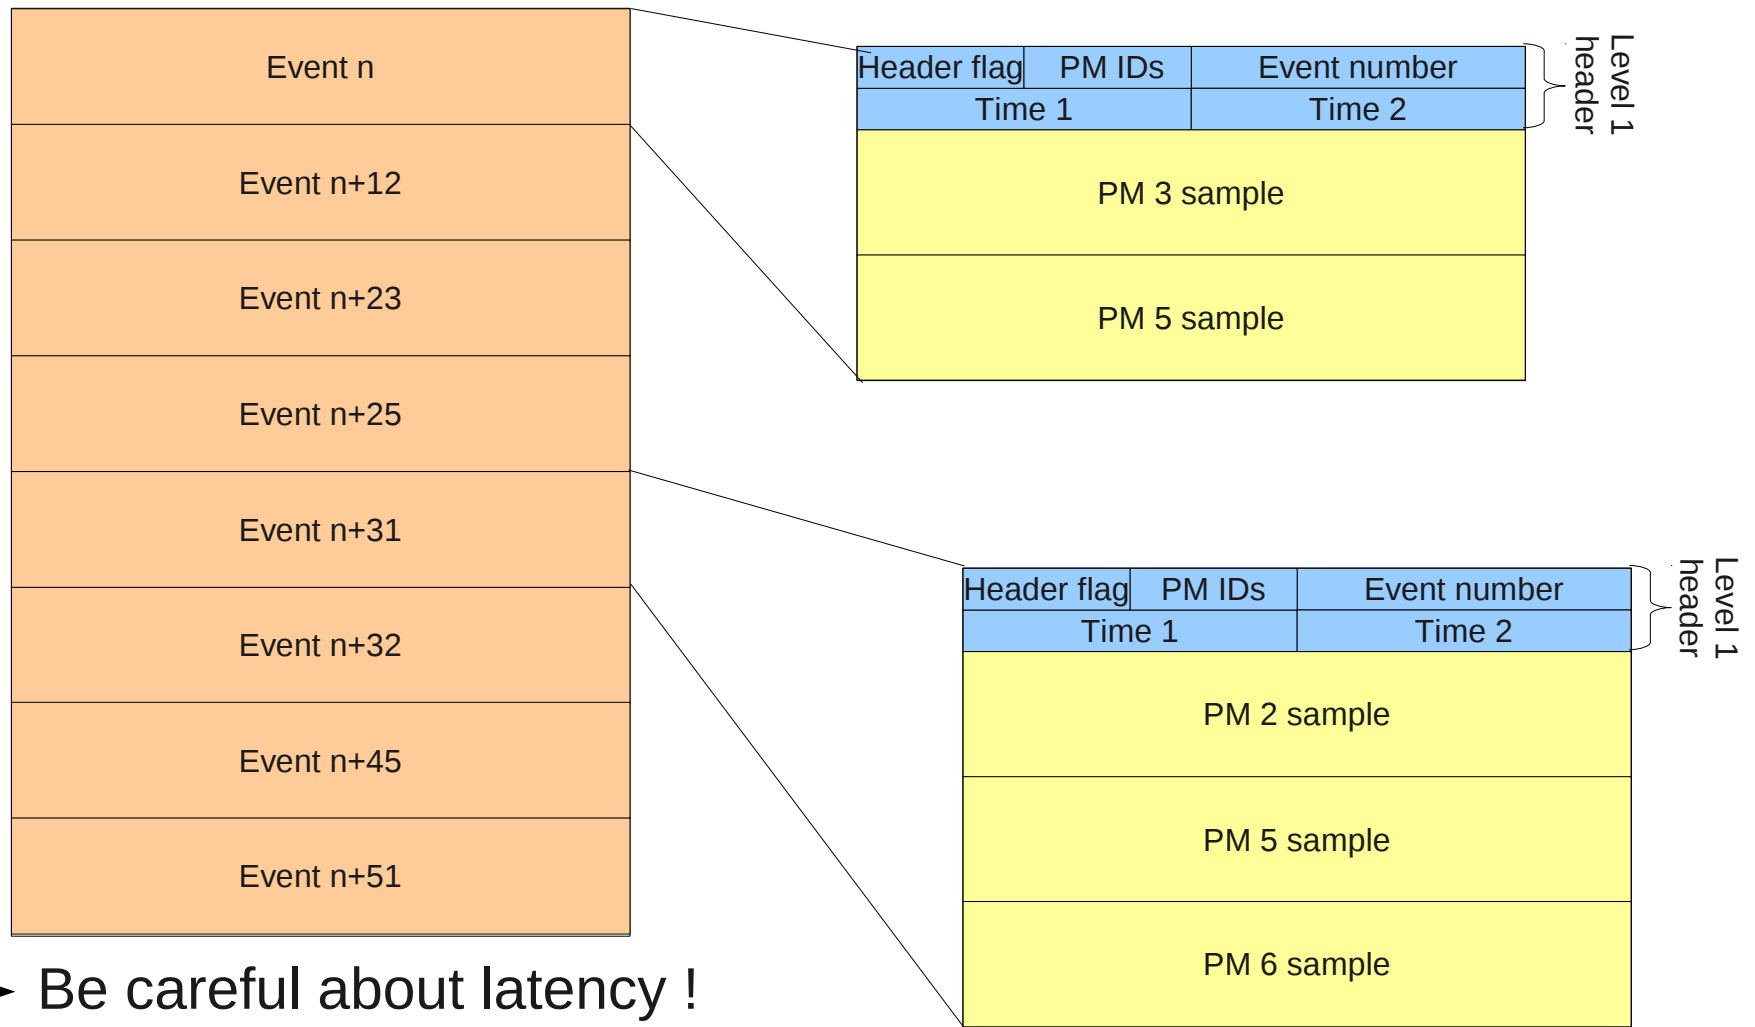 Event n
Event n+12
Event n+23
Event n+25
Event n+31
Event n+32
Event n+45
Event n+51
Header flag PM IDs Event number
Time 1 Time 2
PM 3 sample
PM 5 sample
Level 1
header
Header flag PM IDs Event number
Time 1 Time 2
PM 2 sample
PM 5 sample
PM 6 sample
Level 1
header
Be careful about latency !